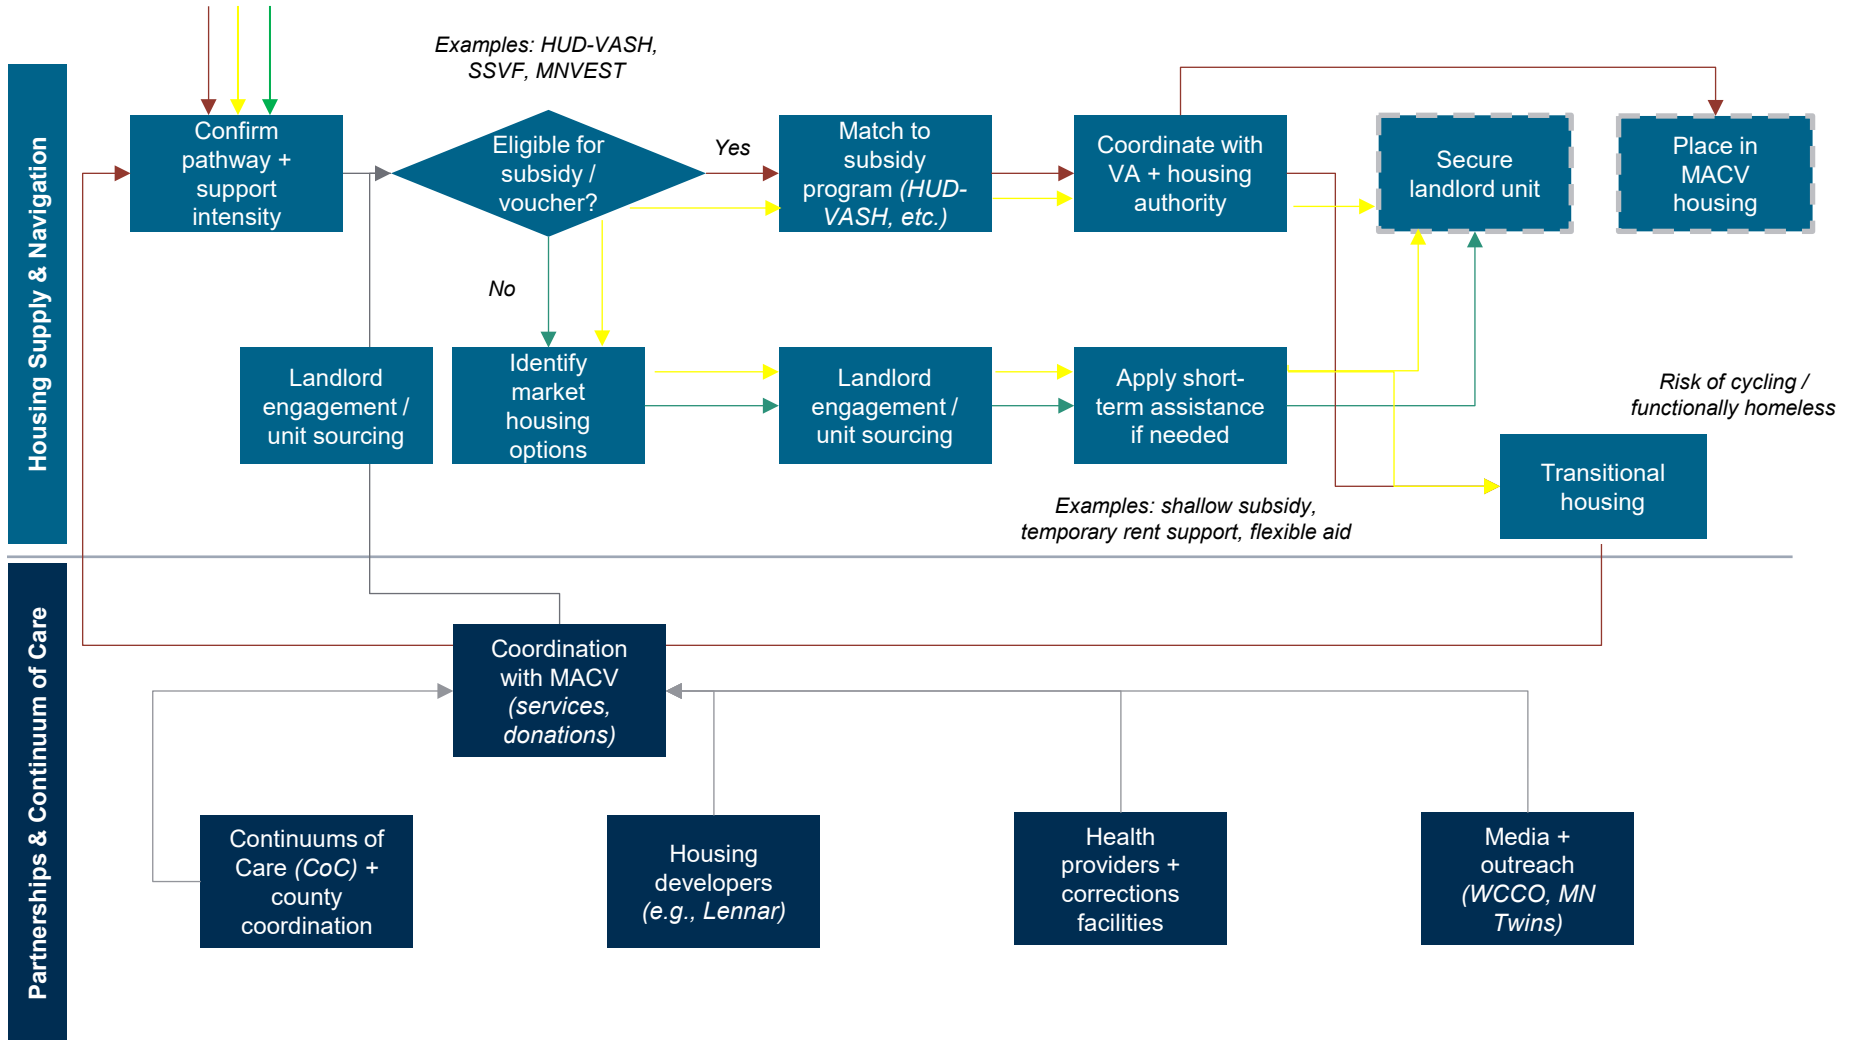 Examples: HUD-VASH,
SSVF, MNVEST
Housing Supply & Navigation
Confirm
pathway +
support
intensity
Eligible for
subsidy /
voucher?
Yes
Match to
subsidy
program (HUD-
VASH, etc.)
Coordinate with
VA + housing
authority
Secure
landlord unit
Place in
MACV
housing
No
Landlord
engagement /
unit sourcing
Identify
market
housing
options
Landlord
engagement /
unit sourcing
Apply short-
term assistance
if needed
Risk of cycling /
functionally homeless
Transitional
housing
Examples: shallow subsidy,
temporary rent support, flexible aid
Partnerships & Continuum of Care
Coordination
with MACV
(services,
donations)
Continuums of
Care (CoC) +
county
coordination
Housing
developers
(e.g., Lennar)
Health
providers +
corrections
facilities
Media +
outreach
(WCCO, MN
Twins)